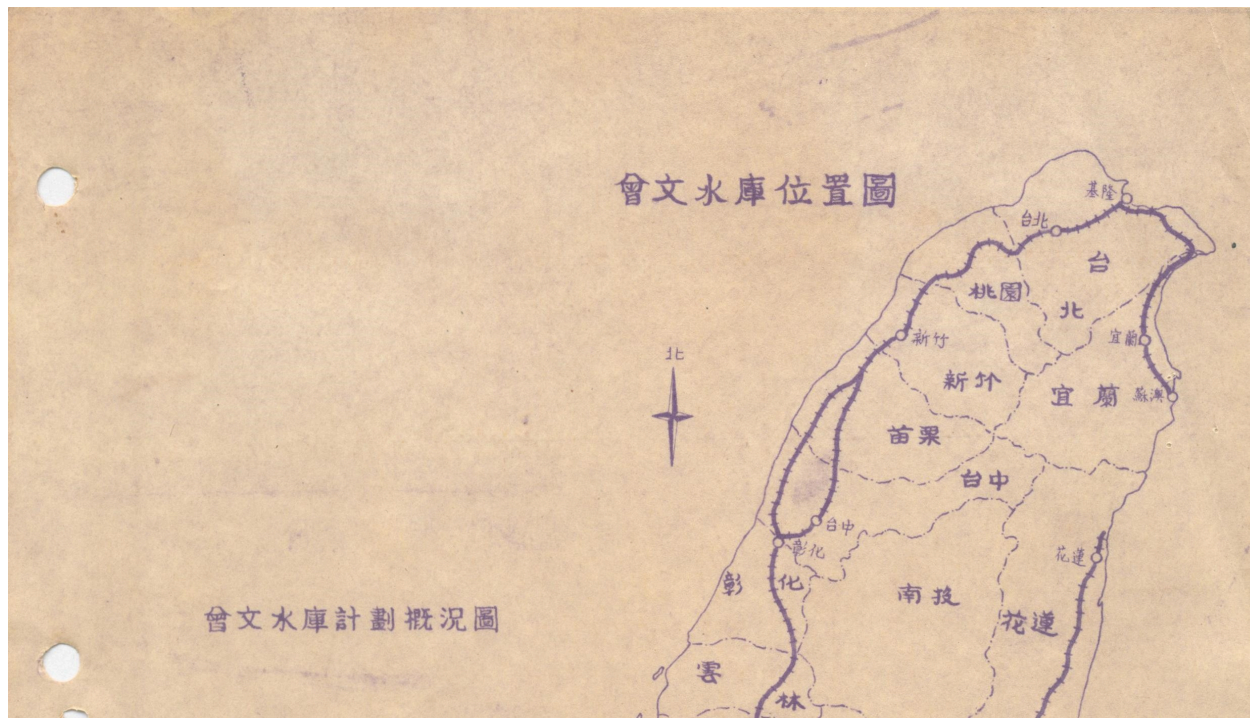 曾文水庫位置圖
基隆
台北
台
桃園
北
宜蘭
新竹
北
新竹
宜蘭
蘇澳
苗栗
台中
台中
彰化
花蓮
彰化
南投
花蓮
曾文水庫計劃概況圖
雲
林